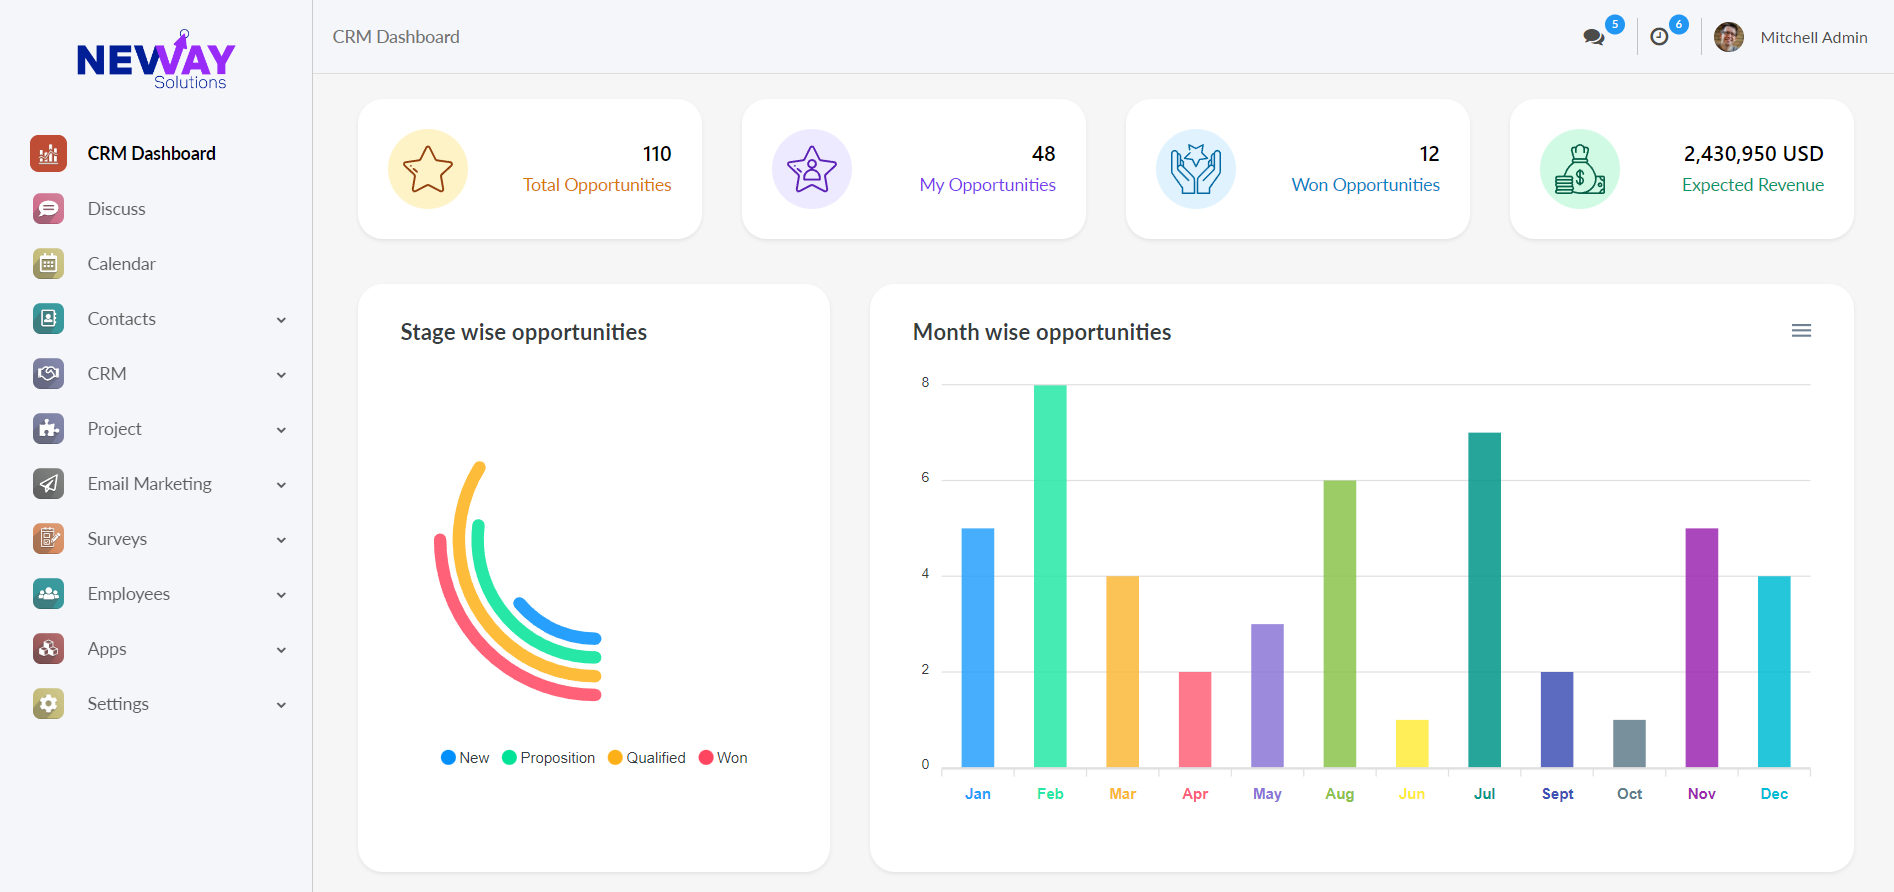 NEWAY
Solutions
CRM Dashboard
Discuss
Calendar
Contacts
CRM
Project
Email Marketing
Surveys
Employees
Apps
Settings
CRM Dashboard
5
6
Mitchell Admin
110
Total Opportunities
48
My Opportunities
12
Won Opportunities
2,430,950 USD
Expected Revenue
Stage wise opportunities
New Proposition Qualified Won
Month wise opportunities
8
6
4
2
0
Jan Feb Mar Apr May Aug Jun Jul Sept Oct Nov Dec